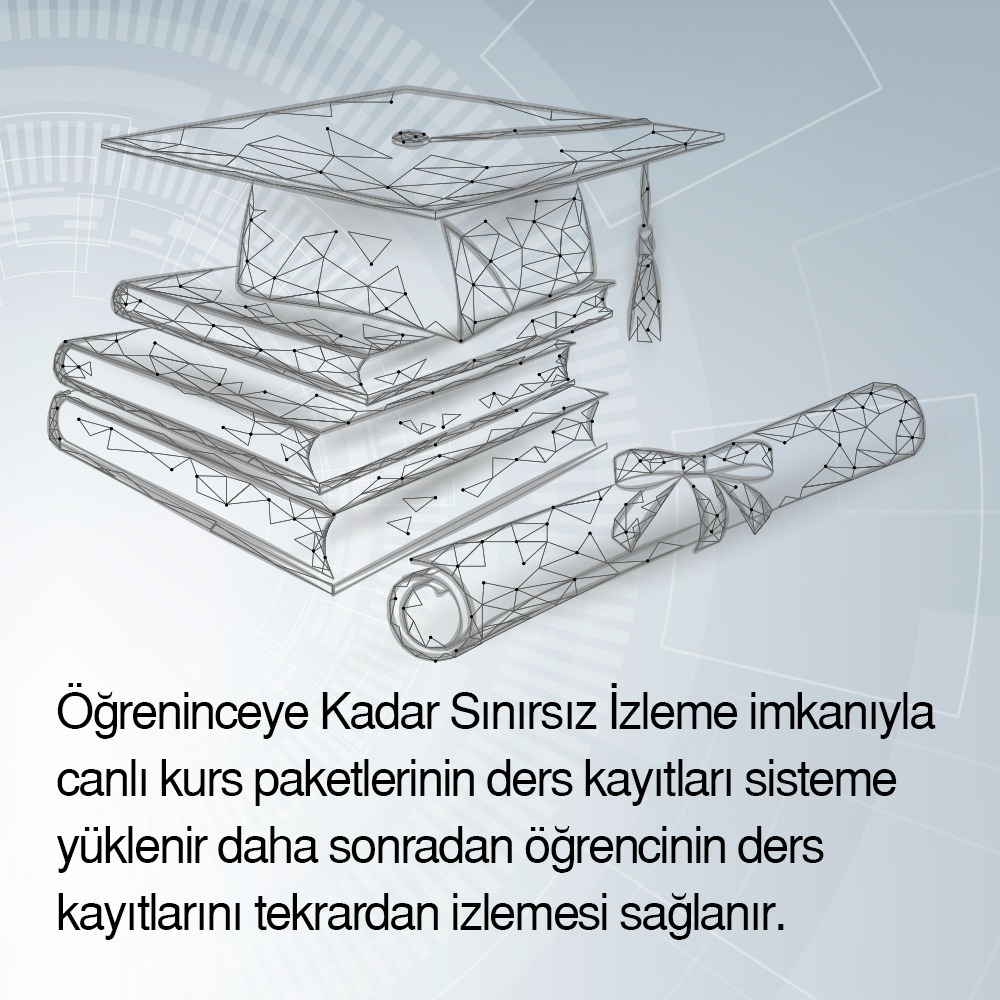 Öğreninceye Kadar Sınırsız İzleme imkanıyla
canlı kurs paketlerinin ders kayıtları sisteme
yüklenir daha sonradan öğrencinin ders
kayıtlarını tekrardan izlemesi sağlanır.